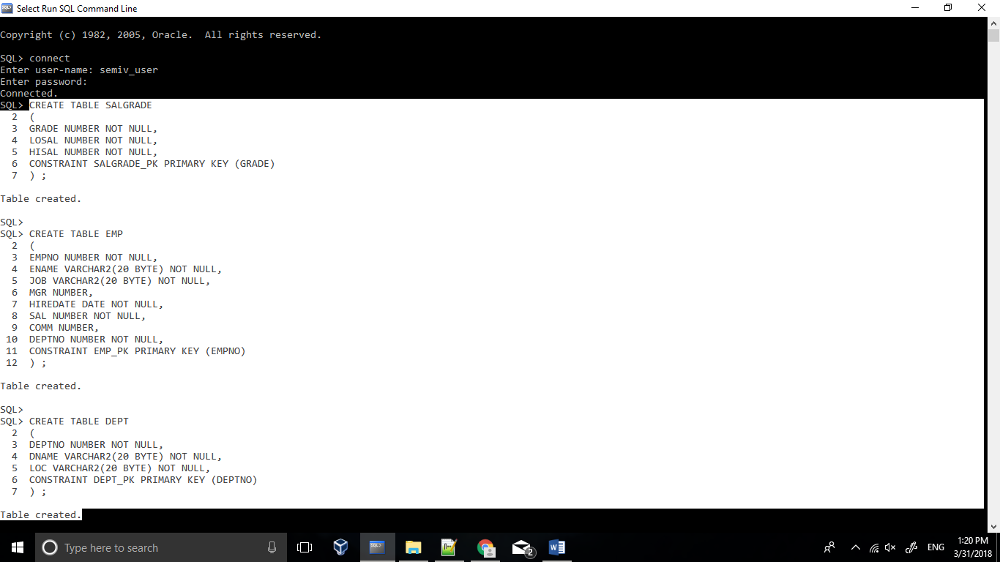 Select Run SQL Command Line
Copyright (c) 1982, 2005, Oracle.  All rights reserved.
SQL> connect
Enter user-name: semiv_user
Enter password:
Connected.
SQL> CREATE TABLE SALGRADE
  2  (
  3  GRADE NUMBER NOT NULL,
  4  LOSAL NUMBER NOT NULL,
  5  HISAL NUMBER NOT NULL,
  6  CONSTRAINT SALGRADE_PK PRIMARY KEY (GRADE)
  7  ) ;
Table created.
SQL>
SQL> CREATE TABLE EMP
  2  (
  3  EMPNO NUMBER NOT NULL,
  4  ENAME VARCHAR2(20 BYTE) NOT NULL,
  5  JOB VARCHAR2(20 BYTE) NOT NULL,
  6  MGR NUMBER,
  7  HIREDATE DATE NOT NULL,
  8  SAL NUMBER NOT NULL,
  9  COMM NUMBER,
 10  DEPTNO NUMBER NOT NULL,
 11  CONSTRAINT EMP_PK PRIMARY KEY (EMPNO)
 12  ) ;
Table created.
SQL>
SQL> CREATE TABLE DEPT
  2  (
  3  DEPTNO NUMBER NOT NULL,
  4  DNAME VARCHAR2(20 BYTE) NOT NULL,
  5  LOC VARCHAR2(20 BYTE) NOT NULL,
  6  CONSTRAINT DEPT_PK PRIMARY KEY (DEPTNO)
  7  ) ;
Table created.
Type here to search
2
ENG
1:20 PM
3/31/2018